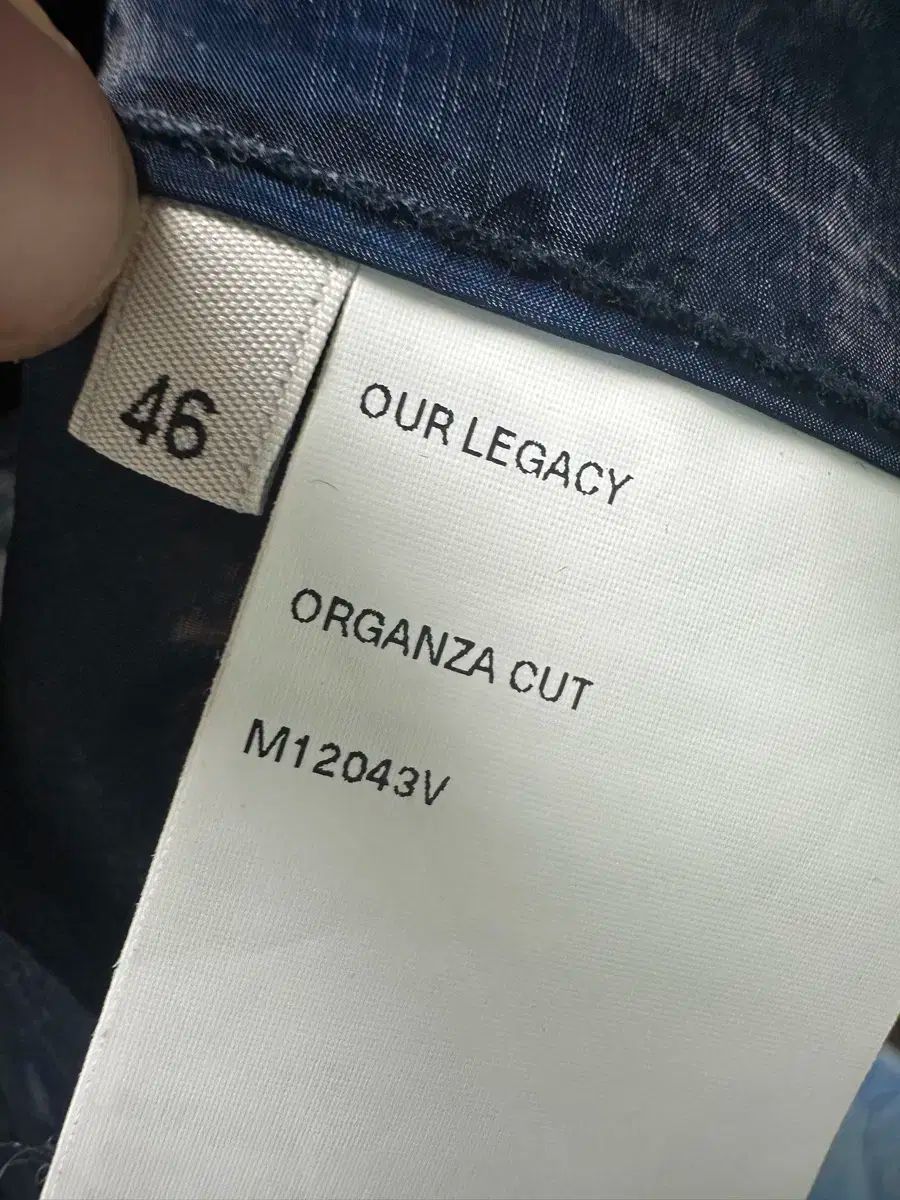 46
OUR LEGACY
ORGANZA CUT
M12043V